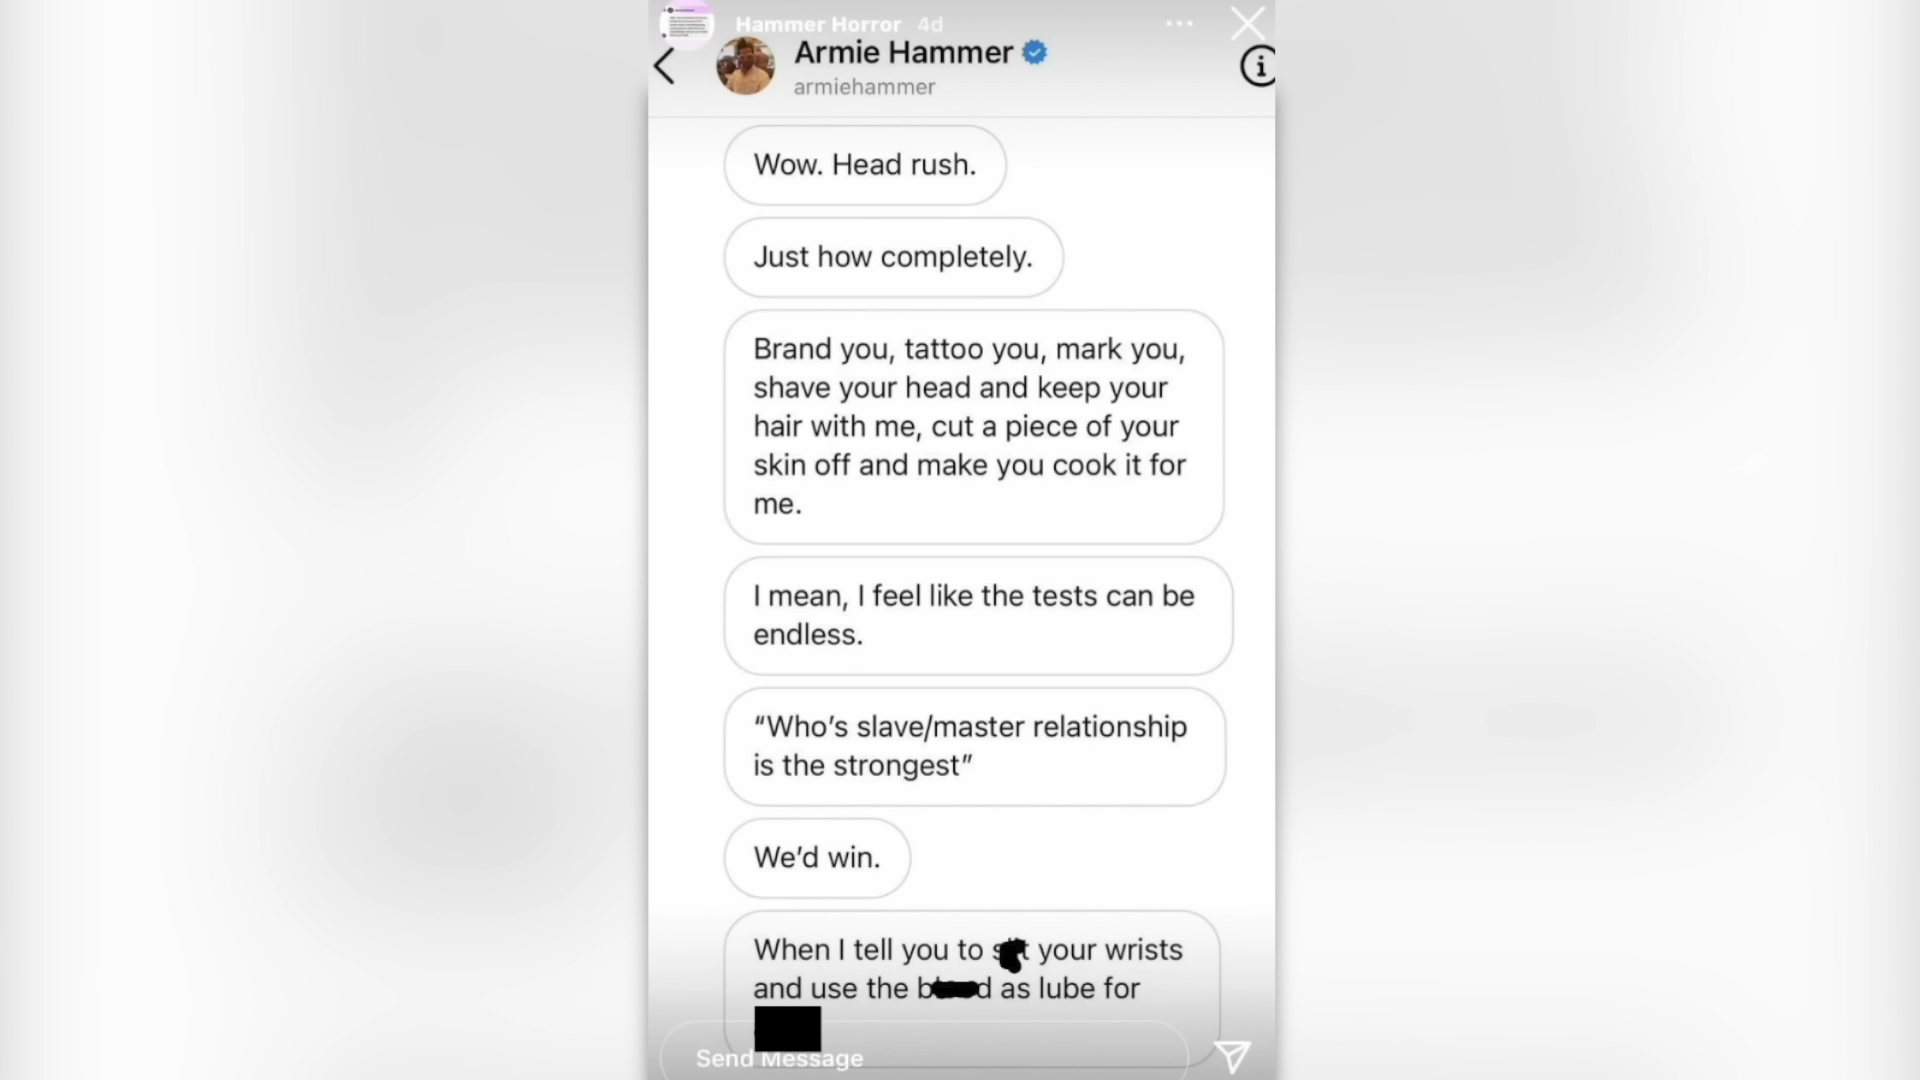 Hammer Horror 4d
Armie Hammer
armiehammer
Wow. Head rush.
Just how completely.
Brand you, tattoo you, mark you,
shave your head and keep your
hair with me, cut a piece of your
skin off and make you cook it for
me.
I mean, I feel like the tests can be
endless.
“Who’s slave/master relationship
is the strongest”
We’d win.
When I tell you to your wrists
and use the as lube for
Send Message